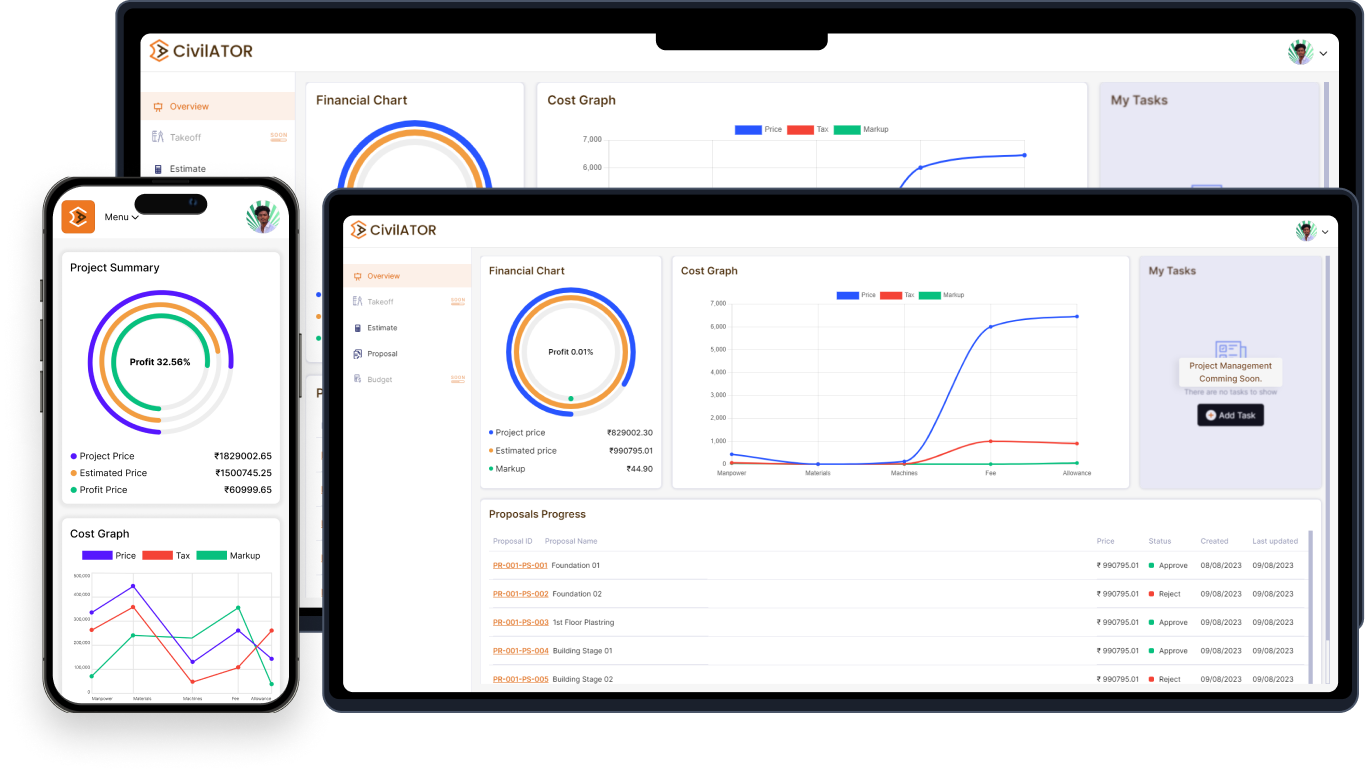 CivilATOR
Overview
Takeoff SOON
Estimate
Financial Chart
Cost Graph
Price Tax Markup
7,000
6,000
My Tasks
P
Menu
Project Summary
Profit 32.56%
Project Price ₹1829002.65
Estimated Price ₹1500745.25
Profit Price ₹60999.65
Cost Graph
Price Tax Markup
500,000
400,000
300,000
200,000
100,000
0
Manpower Materials Machines Fee Allowance
CivilATOR
Overview
Takeoff SOON
Estimate
Proposal
Budget SOON
Financial Chart
Profit 0.01%
Project price ₹829002.30
Estimated price ₹990795.01
Markup ₹44.90
Cost Graph
Price Tax Markup
7,000
6,000
5,000
4,000
3,000
2,000
1,000
0
Manpower Materials Machines Fee Allowance
My Tasks
Project Management
Comming Soon.
There are no tasks to show
Add Task
Proposals Progress
Proposal ID Proposal Name Price Status Created Last updated
PR-001-PS-001 Foundation 01 ₹ 990795.01 Approve 08/08/2023 09/08/2023
PR-001-PS-002 Foundation 02 ₹ 990795.01 Reject 09/08/2023 09/08/2023
PR-001-PS-003 1st Floor Plastring ₹ 990795.01 Approve 09/08/2023 09/08/2023
PR-001-PS-004 Building Stage 01 ₹ 990795.01 Approve 09/08/2023 09/08/2023
PR-001-PS-005 Building Stage 02 ₹ 990795.01 Reject 09/08/2023 09/08/2023